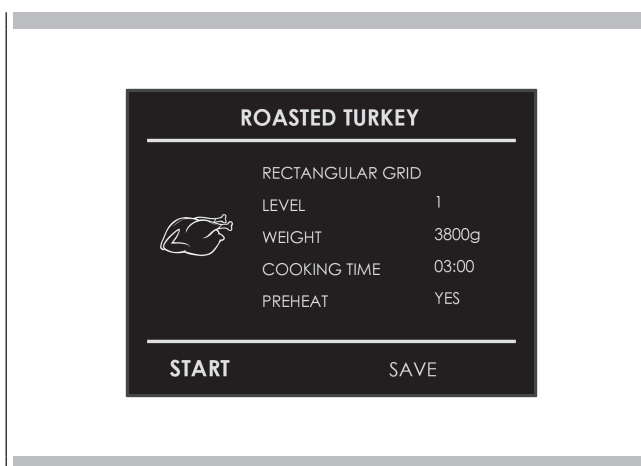 ROASTED TURKEY
RECTANGULAR GRID
LEVEL 1
WEIGHT 3800g
COOKING TIME 03:00
PREHEAT YES
START SAVE